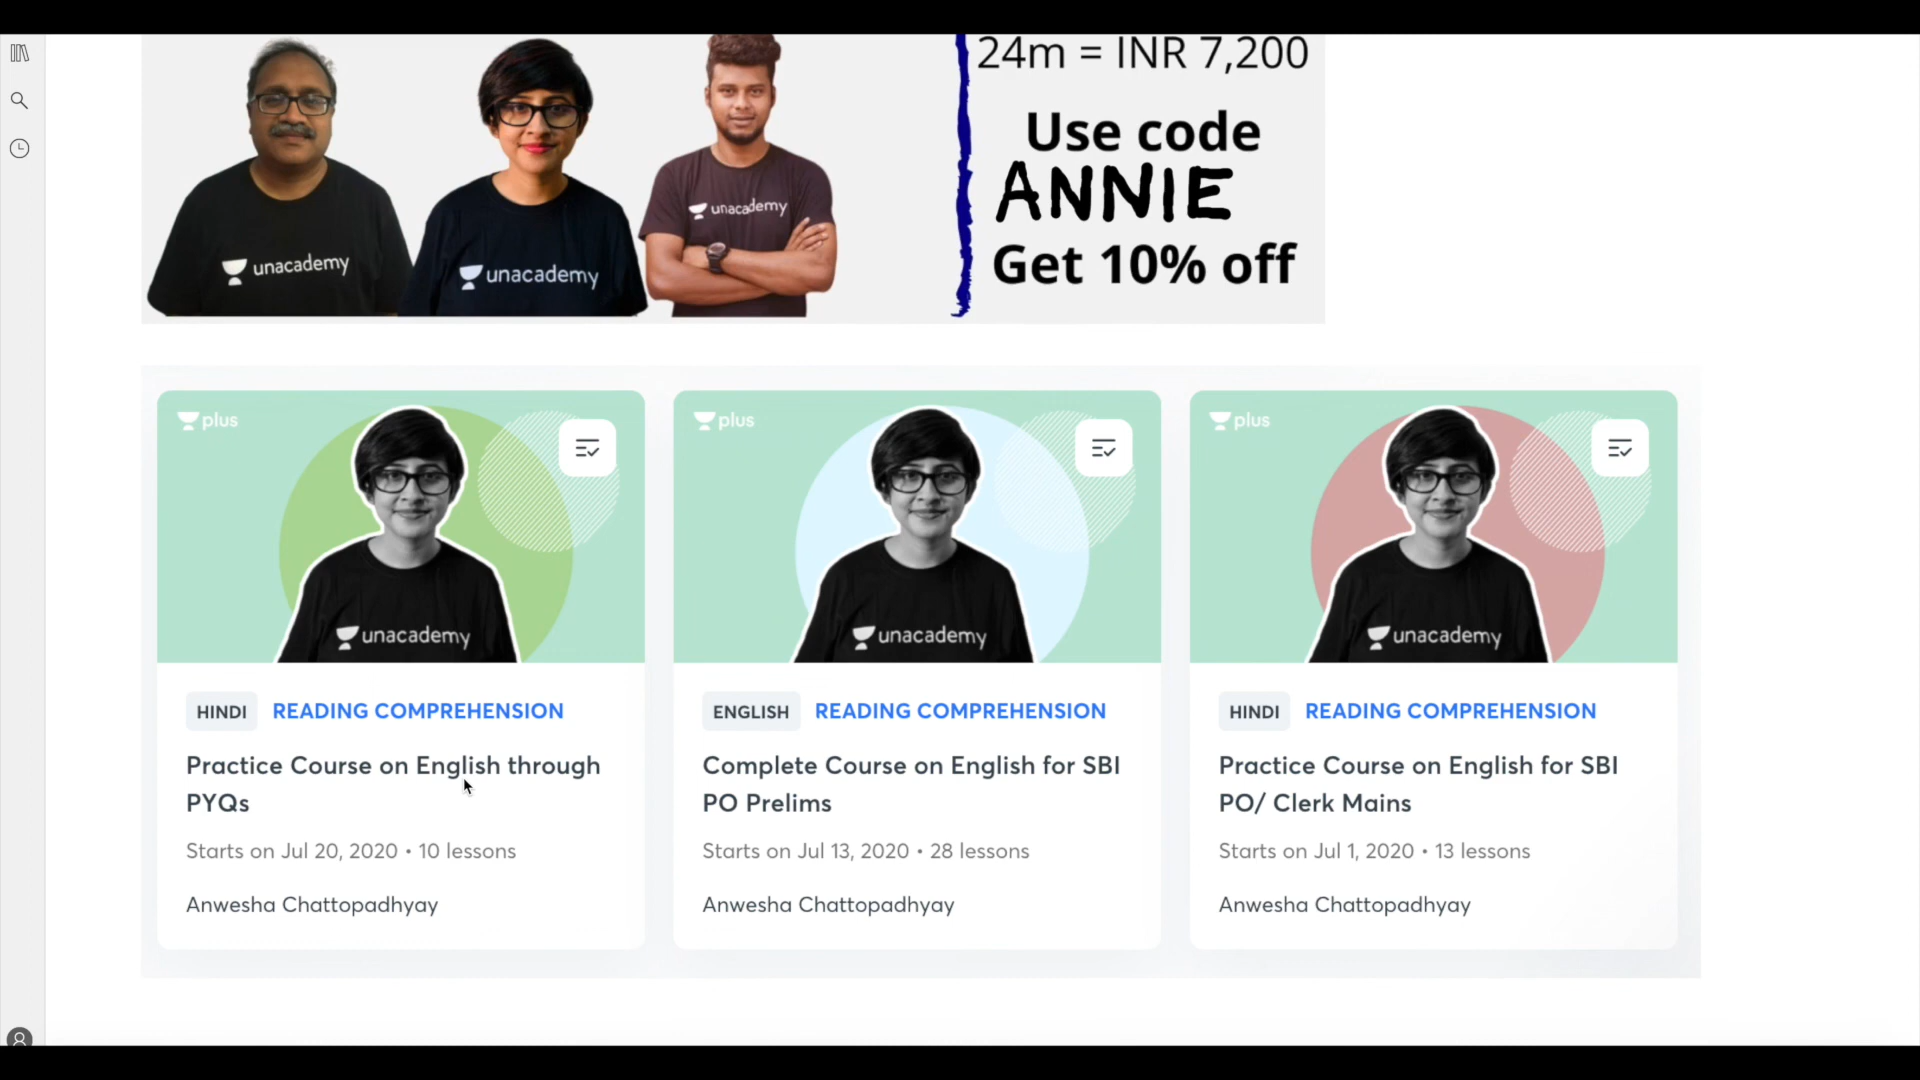 24m = INR 7,200
Use code
ANNIE
Get 10% off
unacademy
unacademy
unacademy
plus
unacademy
HINDI READING COMPREHENSION
Practice Course on English through
PYQs
Starts on Jul 20, 2020 • 10 lessons
Anwesha Chattopadhyay
plus
unacademy
ENGLISH READING COMPREHENSION
Complete Course on English for SBI
PO Prelims
Starts on Jul 13, 2020 • 28 lessons
Anwesha Chattopadhyay
plus
unacademy
HINDI READING COMPREHENSION
Practice Course on English for SBI
PO/ Clerk Mains
Starts on Jul 1, 2020 • 13 lessons
Anwesha Chattopadhyay